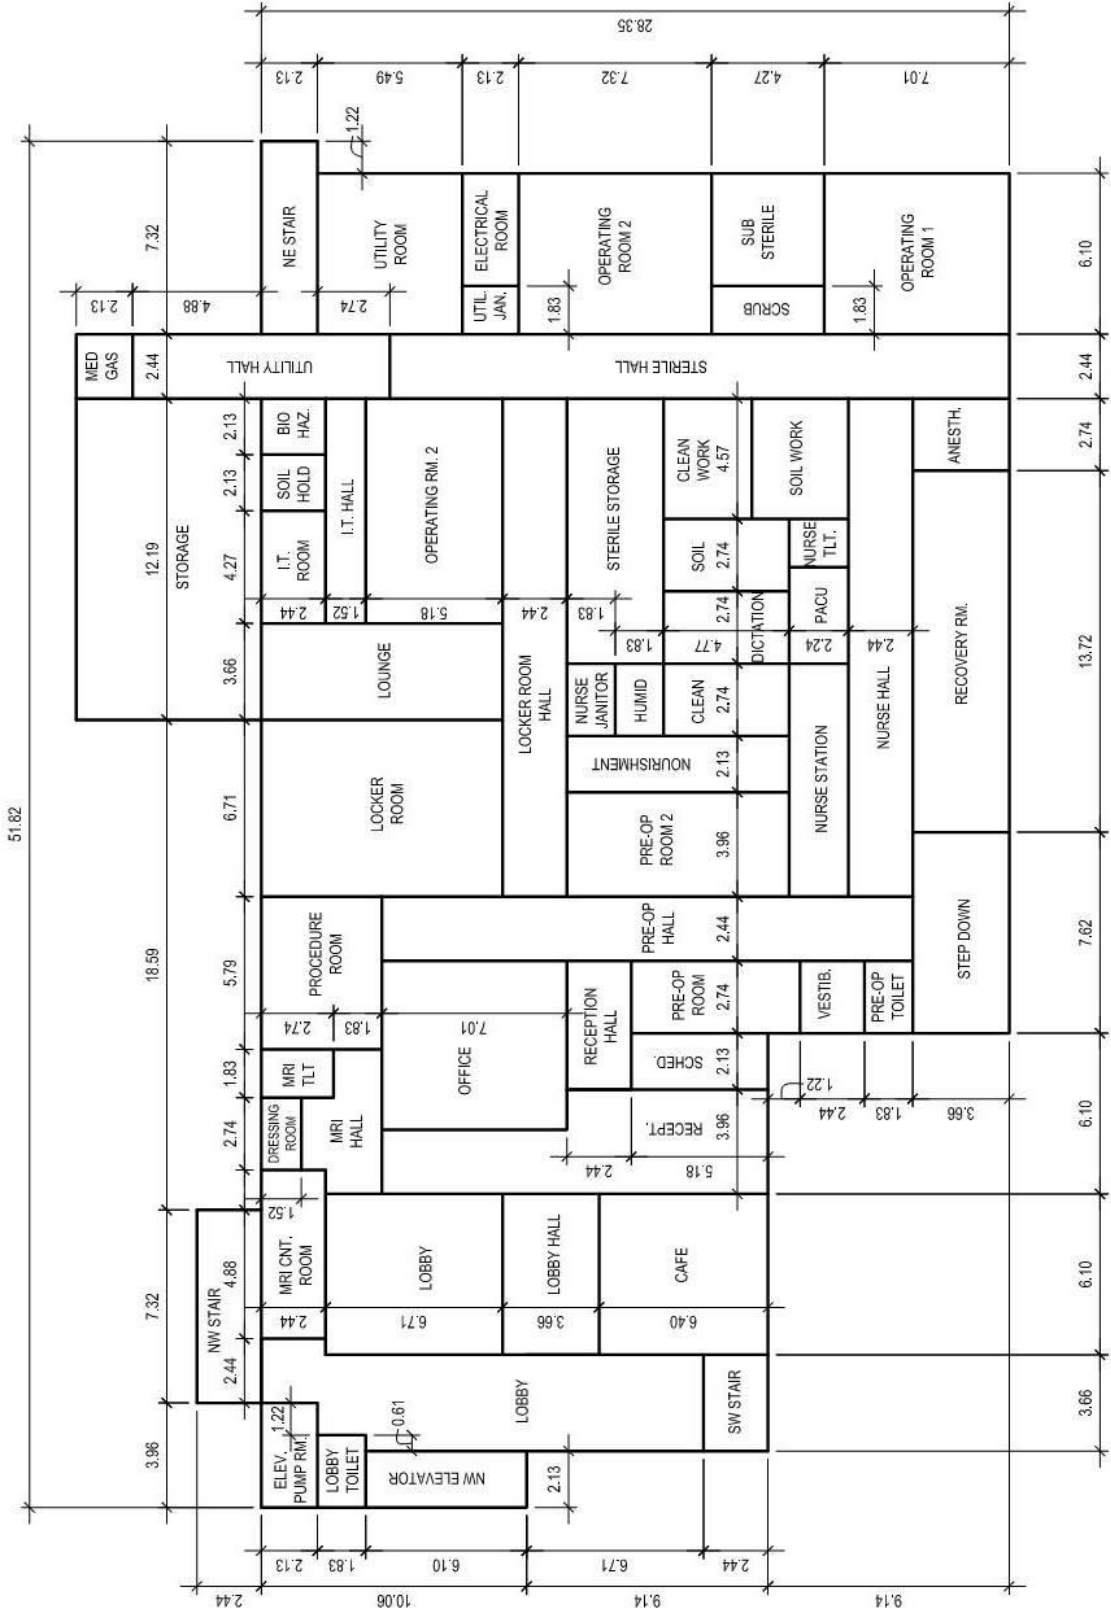 51.82
28.35
7.32
12.19
18.59
7.32
3.96
2.13
5.49
2.13
7.32
4.27
7.01
1.22
NE STAIR
UTILITY
ROOM
ELECTRICAL
ROOM
UTIL.
JAN.
OPERATING
ROOM 2
1.83
SUB
STERILE
SCRUB
OPERATING
ROOM 1
1.83
6.10
2.13
4.88
2.74
MED
GAS
2.44
UTILITY HALL
STERILE HALL
2.44
STORAGE
2.13
2.13
4.27
3.66
6.71
5.79
1.83
2.74
4.88
2.44
BIO
HAZ.
SOIL
HOLD
I.T.
ROOM
I.T. HALL
OPERATING RM. 2
2.44
1.52
5.18
2.44
1.83
LOUNGE
LOCKER
ROOM
LOCKER ROOM
HALL
STERILE STORAGE
CLEAN
WORK
4.57
SOIL WORK
ANESTH.
2.74
SOIL
2.74
NURSE
TLT.
2.74
DICTATION
PACU
1.83
4.77
2.24
2.44
NURSE
JANITOR
HUMID
CLEAN
2.74
NOURISHMENT
2.13
PRE-OP
ROOM 2
3.96
NURSE STATION
NURSE HALL
RECOVERY RM.
13.72
PROCEDURE
ROOM
2.74
1.83
7.01
PRE-OP
HALL
2.44
STEP DOWN
7.62
OFFICE
RECEPTION
HALL
PRE-OP
ROOM
2.74
VESTIB.
PRE-OP
TOILET
SCHED.
2.13
1.22
2.44
1.83
3.66
MRI
TLT
DRESSING
ROOM
MRI
HALL
RECEPT.
3.96
2.44
5.18
6.10
1.52
NW STAIR
MRI CNT.
ROOM
LOBBY
LOBBY HALL
CAFE
2.44
6.71
3.66
6.40
6.10
LOBBY
SW STAIR
3.66
1.22
0.61
ELEV.
PUMP RM.
LOBBY
TOILET
NW ELEVATOR
2.13
2.13
1.83
6.10
6.71
2.44
2.44
10.06
9.14
9.14